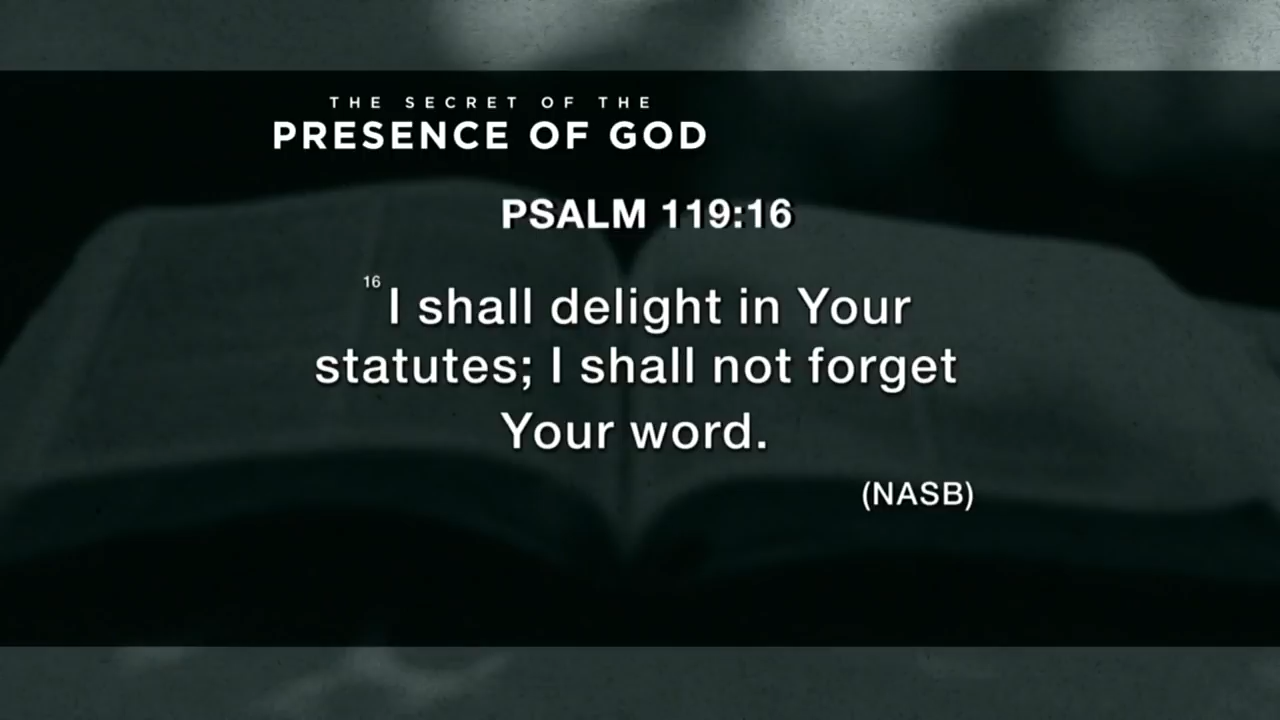 THE SECRET OF THE
PRESENCE OF GOD
PSALM 119:16
16 I shall delight in Your
statutes; I shall not forget
Your word.
(NASB)